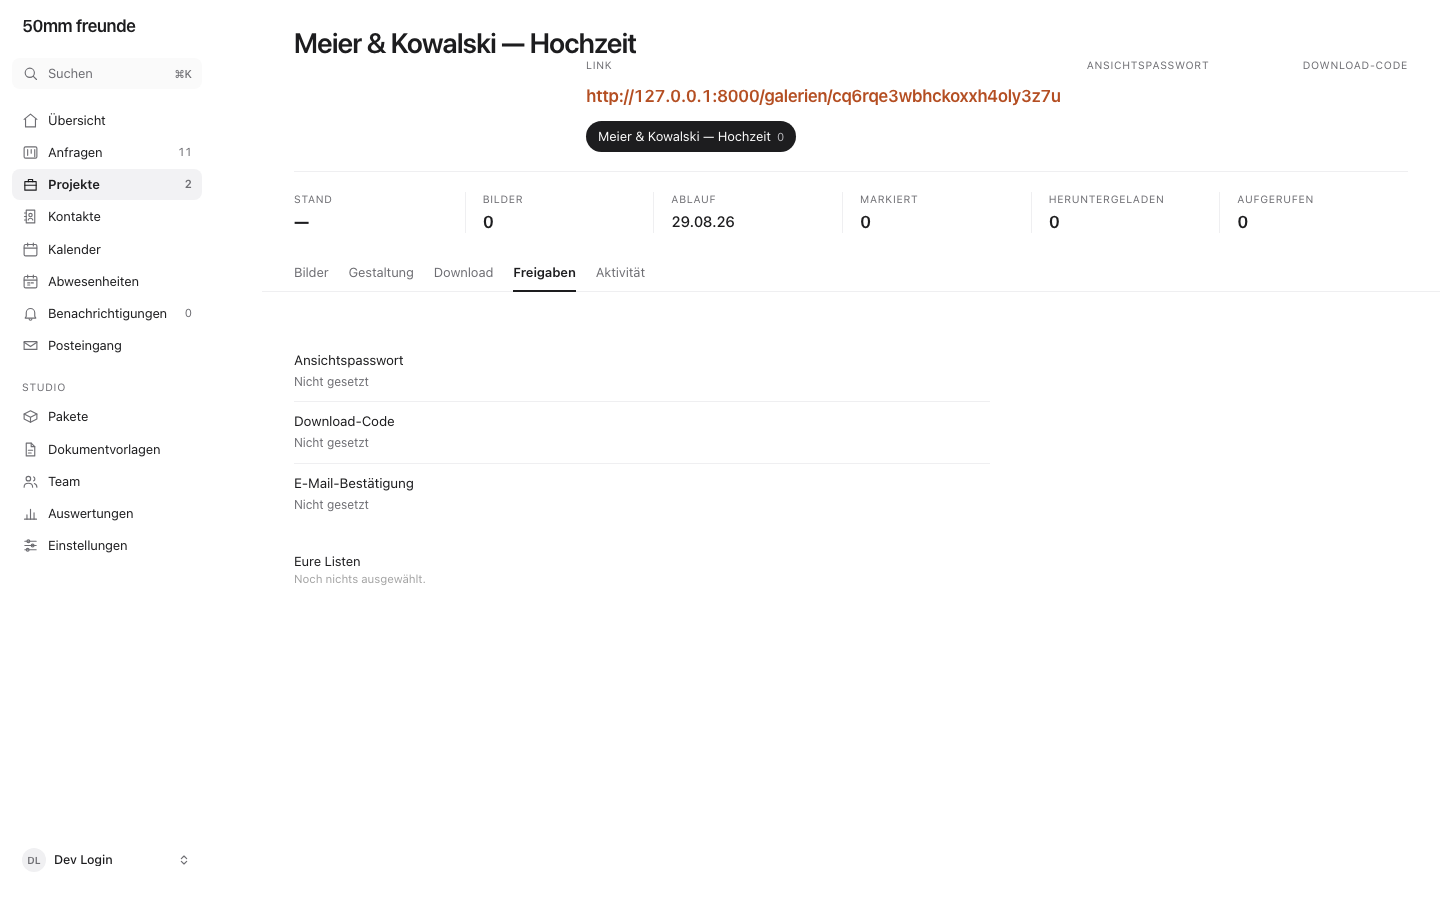 50mm freunde
Suchen ⌘K
Übersicht
Anfragen 11
Projekte 2
Kontakte
Kalender
Abwesenheiten
Benachrichtigungen 0
Posteingang
STUDIO
Pakete
Dokumentvorlagen
Team
Auswertungen
Einstellungen
DL Dev Login
Meier & Kowalski — Hochzeit
LINK ANSICHTSPASSWORT DOWNLOAD-CODE
http://127.0.0.1:8000/galerien/cq6rqe3wbhckoxxh4oly3z7u
Meier & Kowalski — Hochzeit 0
STAND BILDER ABLAUF MARKIERT HERUNTERGELADEN AUFGERUFEN
— 0 29.08.26 0 0 0
Bilder Gestaltung Download Freigaben Aktivität
Ansichtspasswort
Nicht gesetzt
Download-Code
Nicht gesetzt
E-Mail-Bestätigung
Nicht gesetzt
Eure Listen
Noch nichts ausgewählt.